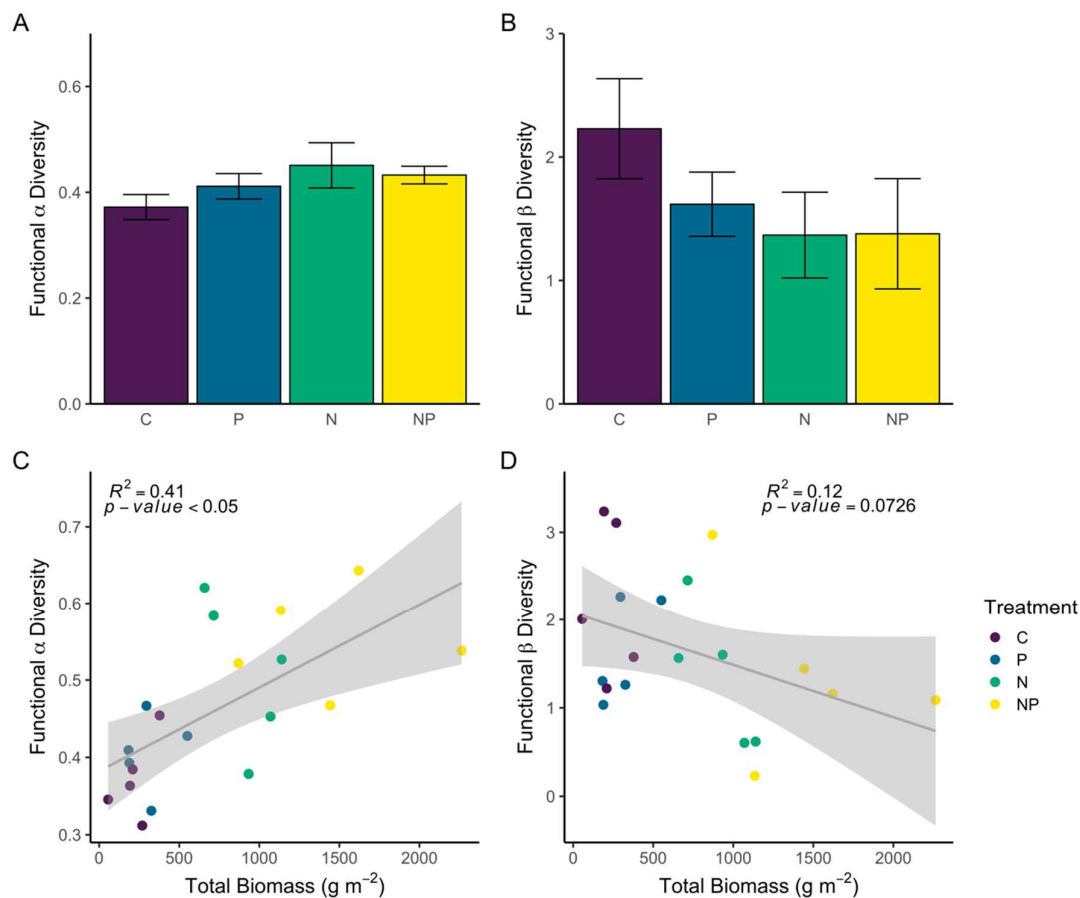 A
Functional α Diversity
0.6
0.4
0.2
0.0
C P N NP
B
Functional β Diversity
3
2
1
0
C P N NP
C
R² = 0.41
p − value < 0.05
Functional α Diversity
0.7
0.6
0.5
0.4
0.3
0 500 1000 1500 2000
Total Biomass (g m⁻²)
D
R² = 0.12
p − value = 0.0726
Functional β Diversity
3
2
1
0
0 500 1000 1500 2000
Total Biomass (g m⁻²)
Treatment
C
P
N
NP